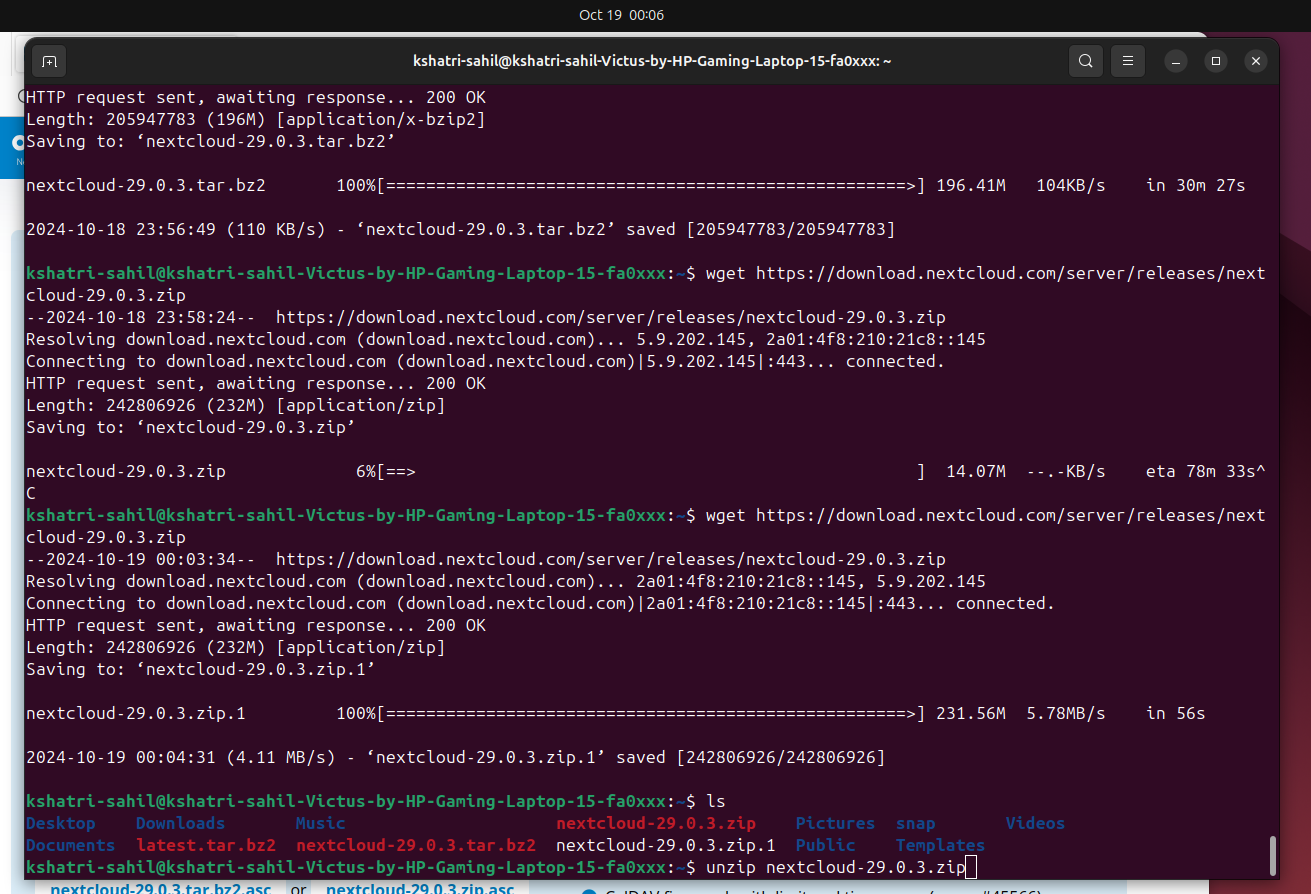 Oct 19 00:06
kshatri-sahil@kshatri-sahil-Victus-by-HP-Gaming-Laptop-15-fa0xxx: ~
HTTP request sent, awaiting response... 200 OK
Length: 205947783 (196M) [application/x-bzip2]
Saving to: ‘nextcloud-29.0.3.tar.bz2’
nextcloud-29.0.3.tar.bz2 100%[====================================================>] 196.41M 104KB/s in 30m 27s
2024-10-18 23:56:49 (110 KB/s) - ‘nextcloud-29.0.3.tar.bz2’ saved [205947783/205947783]
kshatri-sahil@kshatri-sahil-Victus-by-HP-Gaming-Laptop-15-fa0xxx:~$ wget https://download.nextcloud.com/server/releases/next
cloud-29.0.3.zip
--2024-10-18 23:58:24-- https://download.nextcloud.com/server/releases/nextcloud-29.0.3.zip
Resolving download.nextcloud.com (download.nextcloud.com)... 5.9.202.145, 2a01:4f8:210:21c8::145
Connecting to download.nextcloud.com (download.nextcloud.com)|5.9.202.145|:443... connected.
HTTP request sent, awaiting response... 200 OK
Length: 242806926 (232M) [application/zip]
Saving to: ‘nextcloud-29.0.3.zip’
nextcloud-29.0.3.zip 6%[==> ] 14.07M --.-KB/s eta 78m 33s^
C
kshatri-sahil@kshatri-sahil-Victus-by-HP-Gaming-Laptop-15-fa0xxx:~$ wget https://download.nextcloud.com/server/releases/next
cloud-29.0.3.zip
--2024-10-19 00:03:34-- https://download.nextcloud.com/server/releases/nextcloud-29.0.3.zip
Resolving download.nextcloud.com (download.nextcloud.com)... 2a01:4f8:210:21c8::145, 5.9.202.145
Connecting to download.nextcloud.com (download.nextcloud.com)|2a01:4f8:210:21c8::145|:443... connected.
HTTP request sent, awaiting response... 200 OK
Length: 242806926 (232M) [application/zip]
Saving to: ‘nextcloud-29.0.3.zip.1’
nextcloud-29.0.3.zip.1 100%[====================================================>] 231.56M 5.78MB/s in 56s
2024-10-19 00:04:31 (4.11 MB/s) - ‘nextcloud-29.0.3.zip.1’ saved [242806926/242806926]
kshatri-sahil@kshatri-sahil-Victus-by-HP-Gaming-Laptop-15-fa0xxx:~$ ls
Desktop Downloads Music nextcloud-29.0.3.zip Pictures snap Videos
Documents latest.tar.bz2 nextcloud-29.0.3.tar.bz2 nextcloud-29.0.3.zip.1 Public Templates
kshatri-sahil@kshatri-sahil-Victus-by-HP-Gaming-Laptop-15-fa0xxx:~$ unzip nextcloud-29.0.3.zip
nextcloud-29.0.3.tar.bz2.asc or nextcloud-29.0.3.zip.asc